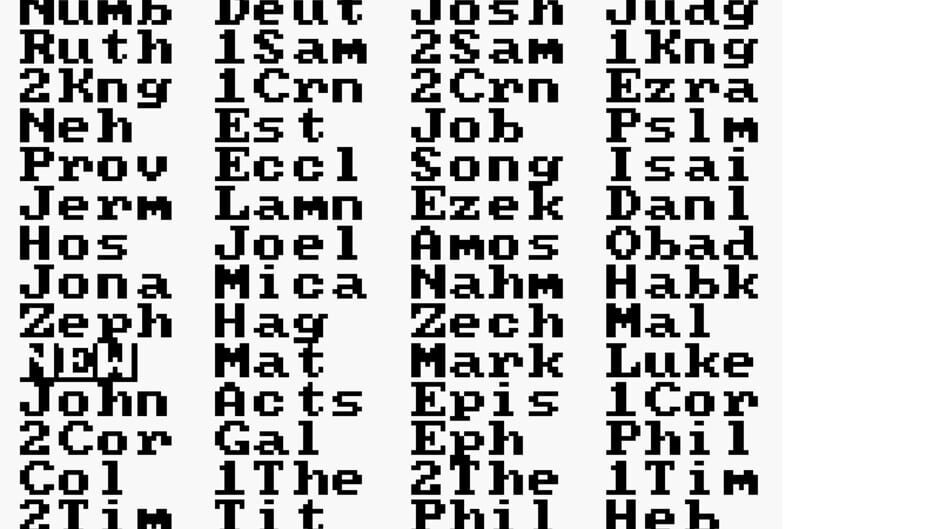 Numb Deut Josh Judg
Ruth 1Sam 2Sam 1Kng
2Kng 1Crn 2Crn Ezra
Neh Est Job Pslm
Prov Eccl Song Isai
Jerm Lamn Ezek Danl
Hos Joel Amos Obad
Jona Mica Nahm Habk
Zeph Hag Zech Mal
NEW Mat Mark Luke
John Acts Epis 1Cor
2Cor Gal Eph Phil
Col 1The 2The 1Tim
2Tim Tit Phil Heb